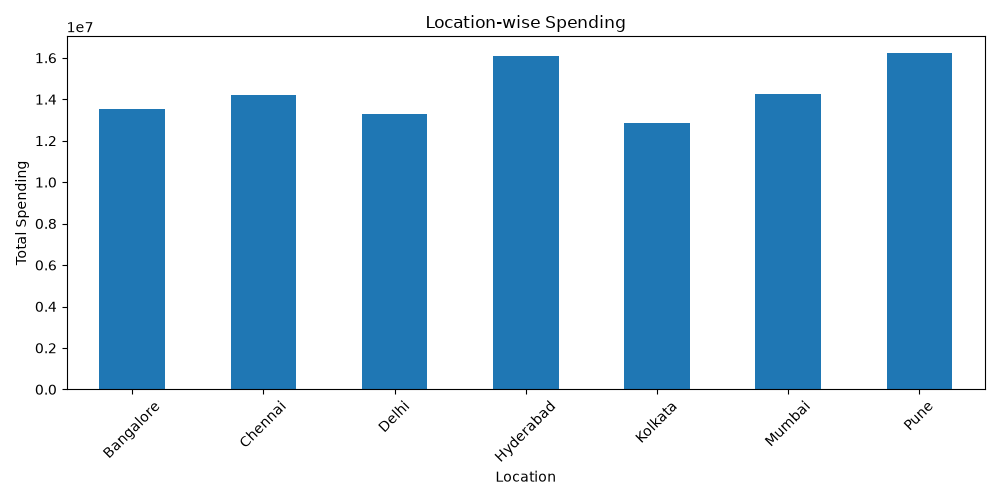 Location-wise Spending
1e7
1.6
1.4
1.2
1.0
0.8
0.6
0.4
0.2
0.0
Total Spending
Bangalore
Chennai
Delhi
Hyderabad
Kolkata
Mumbai
Pune
Location